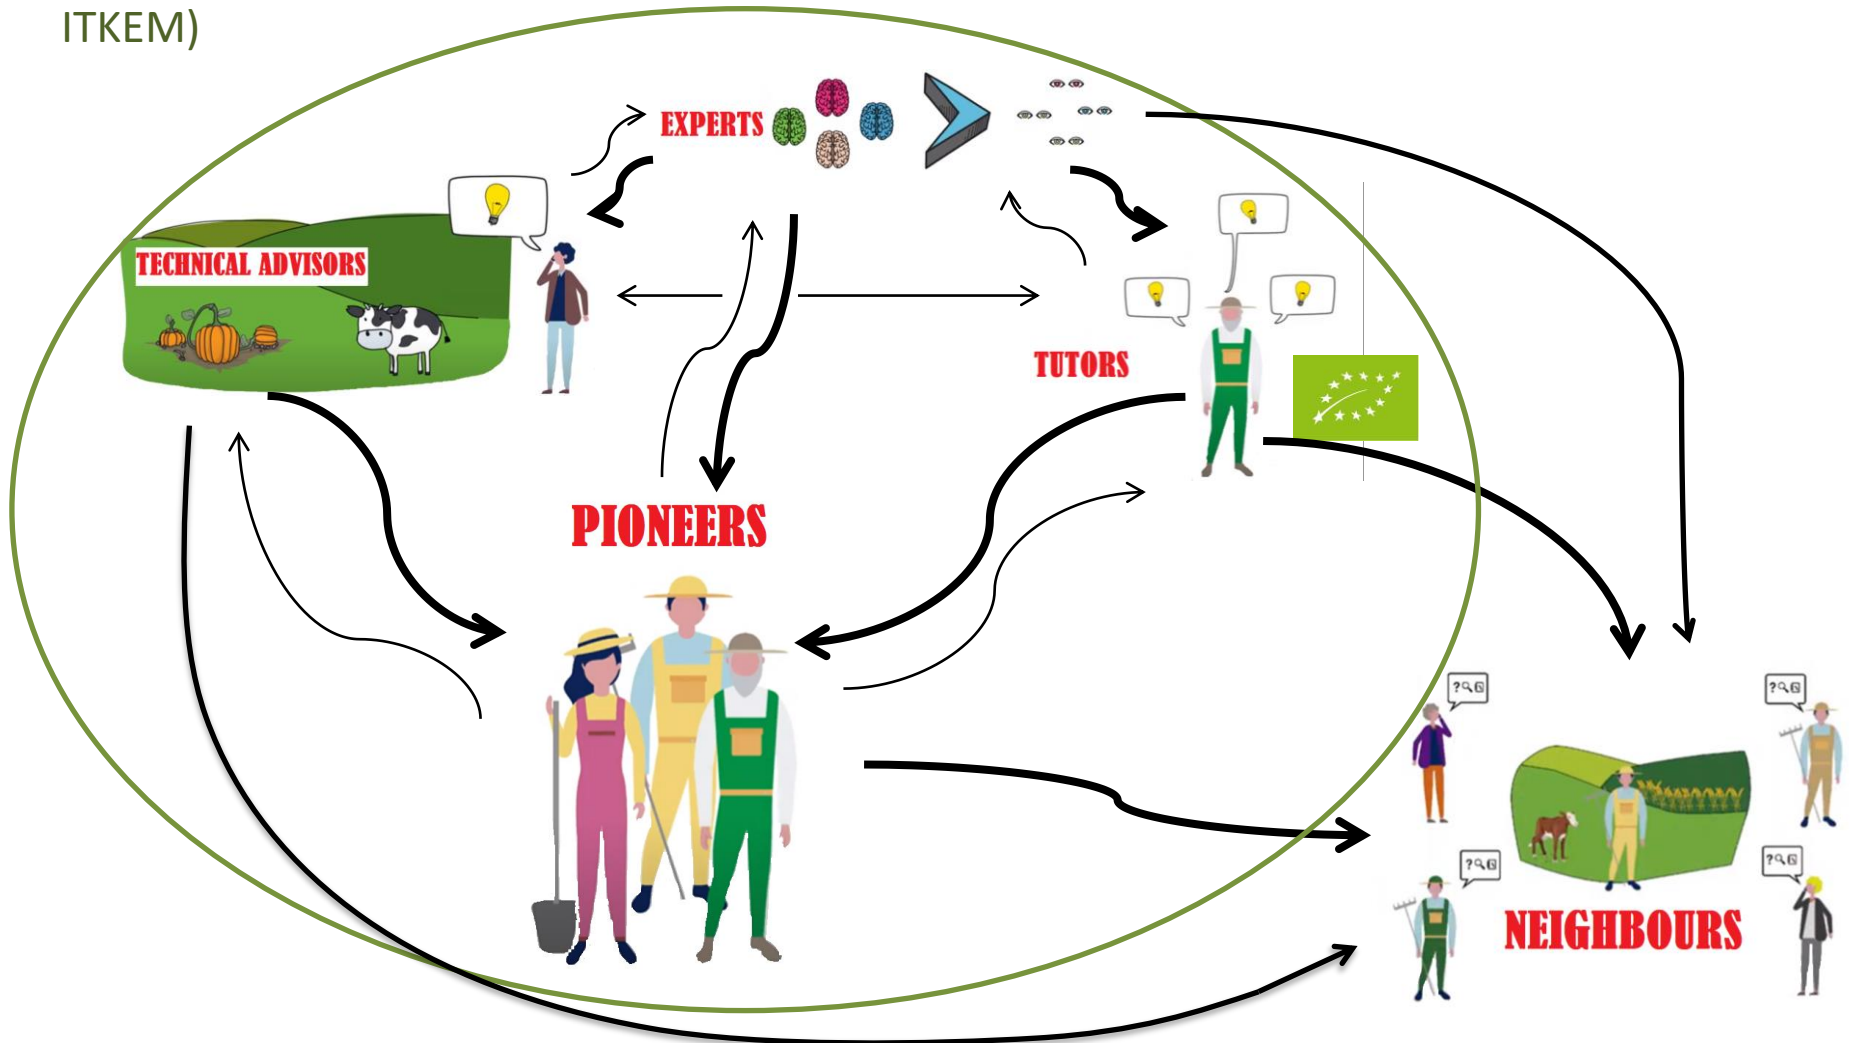 ITKEM)
EXPERTS
TECHNICAL ADVISORS
TUTORS
PIONEERS
?
?
?
?
NEIGHBOURS